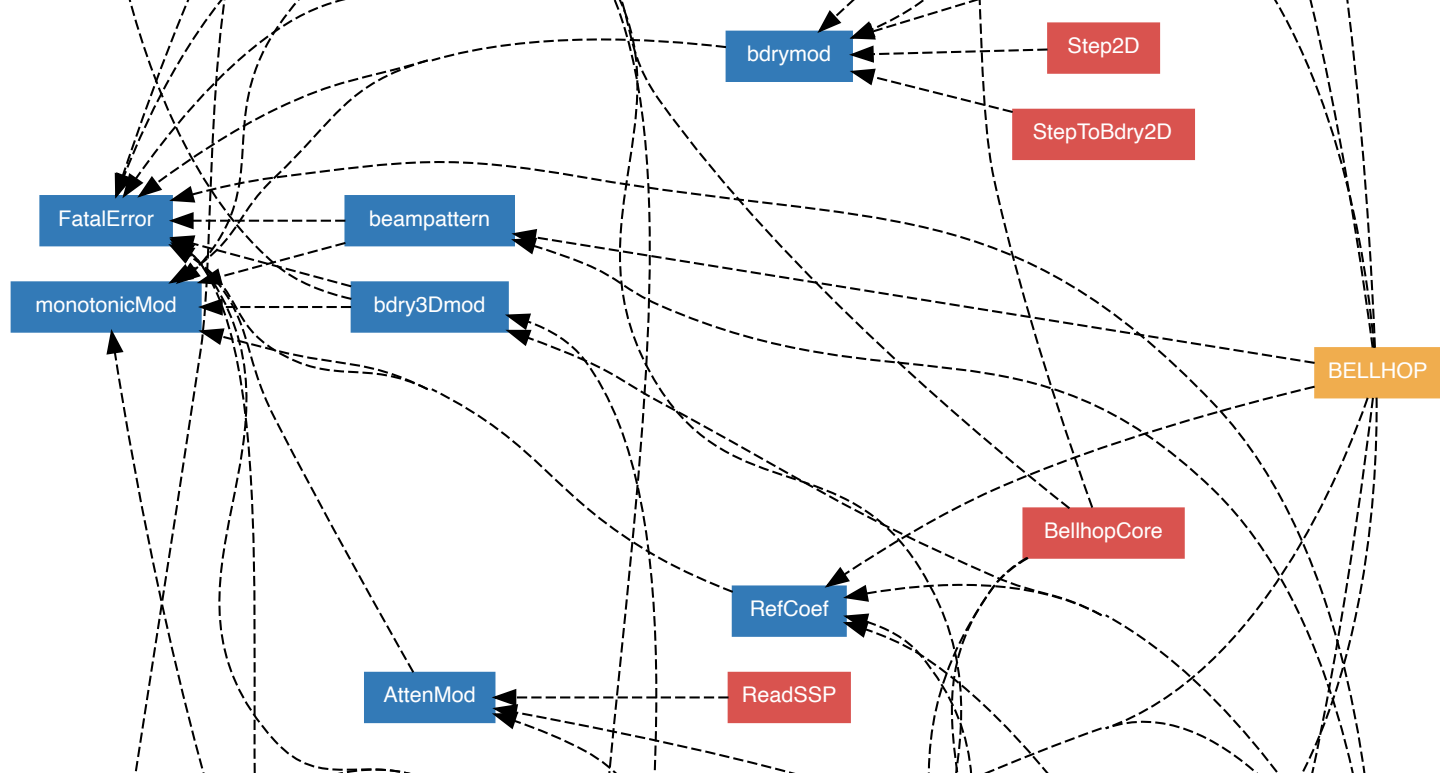 bdrymod
Step2D
StepToBdry2D
FatalError
beampattern
monotonicMod
bdry3Dmod
BELLHOP
BellhopCore
RefCoef
AttenMod
ReadSSP